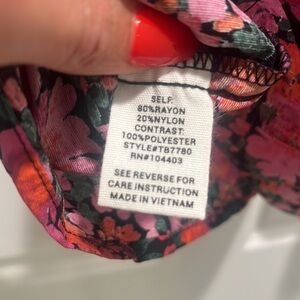 SELF:
80%RAYON
20%NYLON
CONTRAST:
100%POLYESTER
STYLE#TB7780
RN#104403
SEE REVERSE FOR
CARE INSTRUCTION
MADE IN VIETNAM